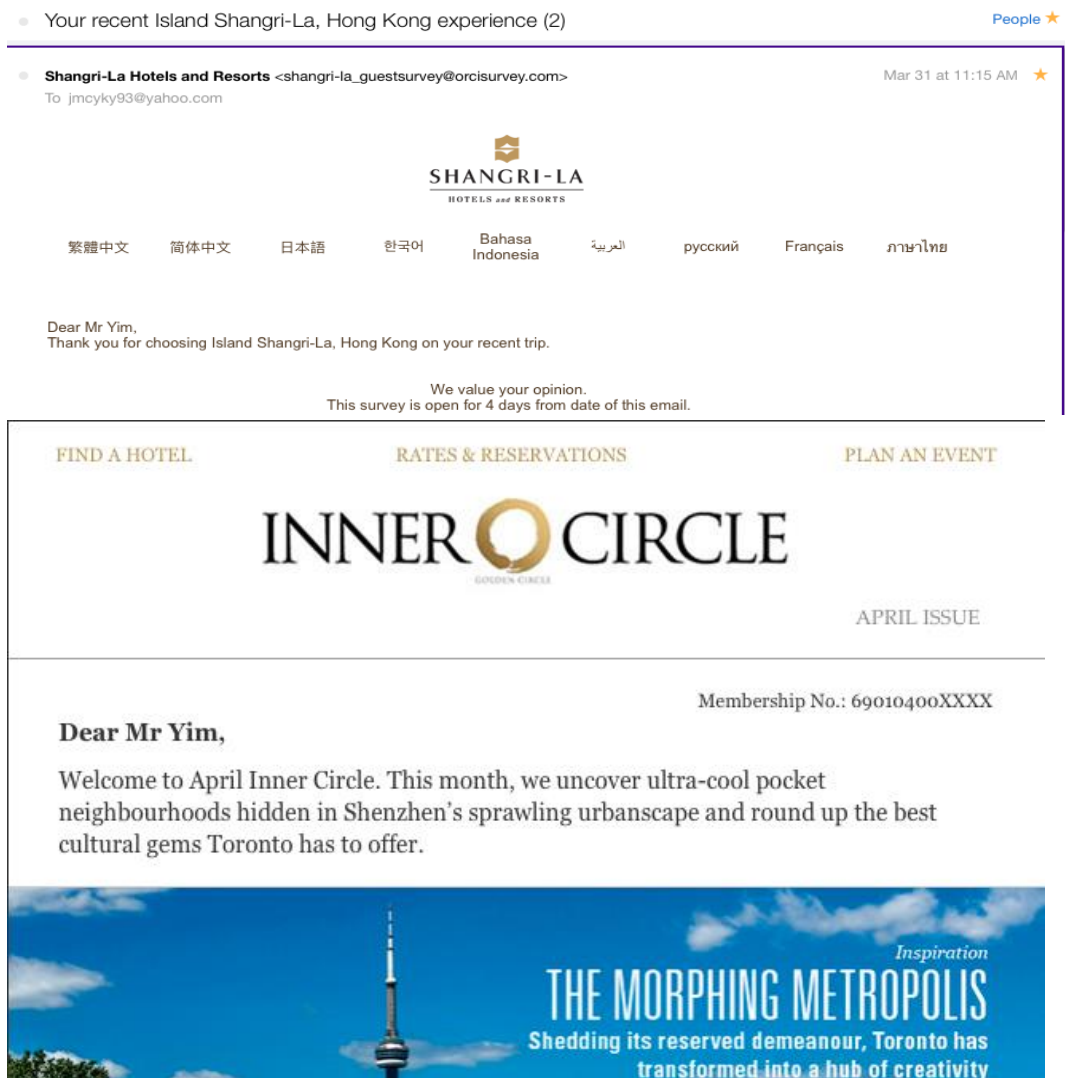 Your recent Island Shangri-La, Hong Kong experience (2)
People
Shangri-La Hotels and Resorts <shangri-la_guestsurvey@orcisurvey.com>
Mar 31 at 11:15 AM
To jmcyky93@yahoo.com
SHANGRI-LA
HOTELS and RESORTS
繁體中文
简体中文
日本語
한국어
Bahasa
Indonesia
العربية
русский
Français
ภาษาไทย
Dear Mr Yim,
Thank you for choosing Island Shangri-La, Hong Kong on your recent trip.
We value your opinion.
This survey is open for 4 days from date of this email.
FIND A HOTEL
RATES & RESERVATIONS
PLAN AN EVENT
INNER CIRCLE
GOLDEN CIRCLE
APRIL ISSUE
Membership No.: 69010400XXXX
Dear Mr Yim,
Welcome to April Inner Circle. This month, we uncover ultra-cool pocket
neighbourhoods hidden in Shenzhen's sprawling urbanscape and round up the best
cultural gems Toronto has to offer.
Inspiration
THE MORPHING METROPOLIS
Shedding its reserved demeanour, Toronto has
transformed into a hub of creativity